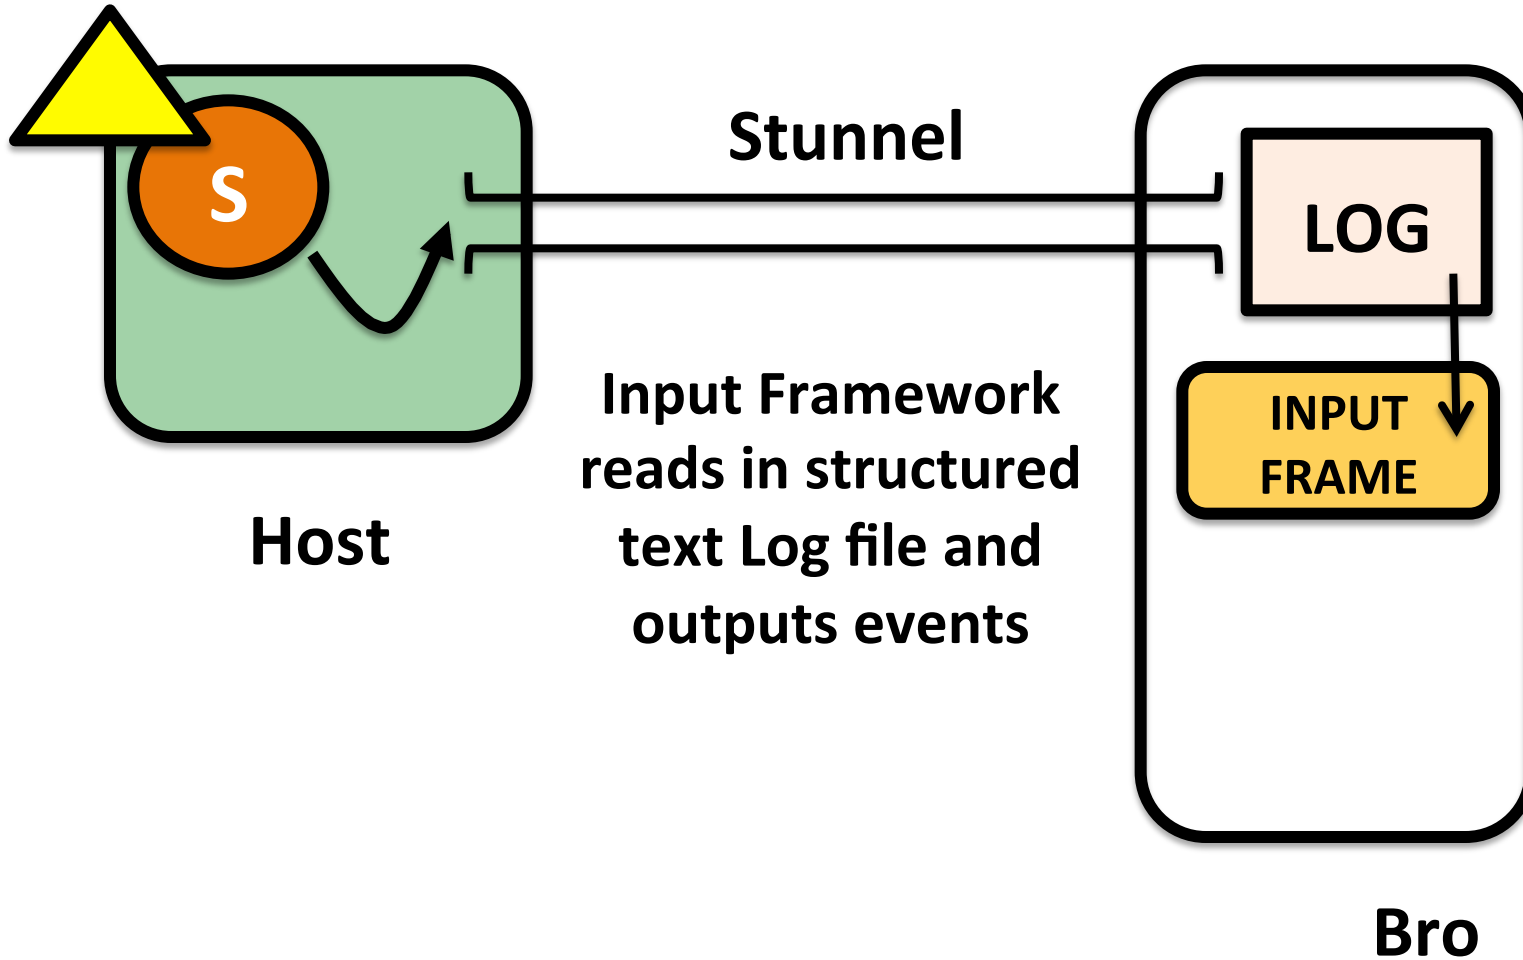 S
Stunnel
LOG
Input Framework
reads in structured
text Log file and
outputs events
INPUT
FRAME
Host
Bro